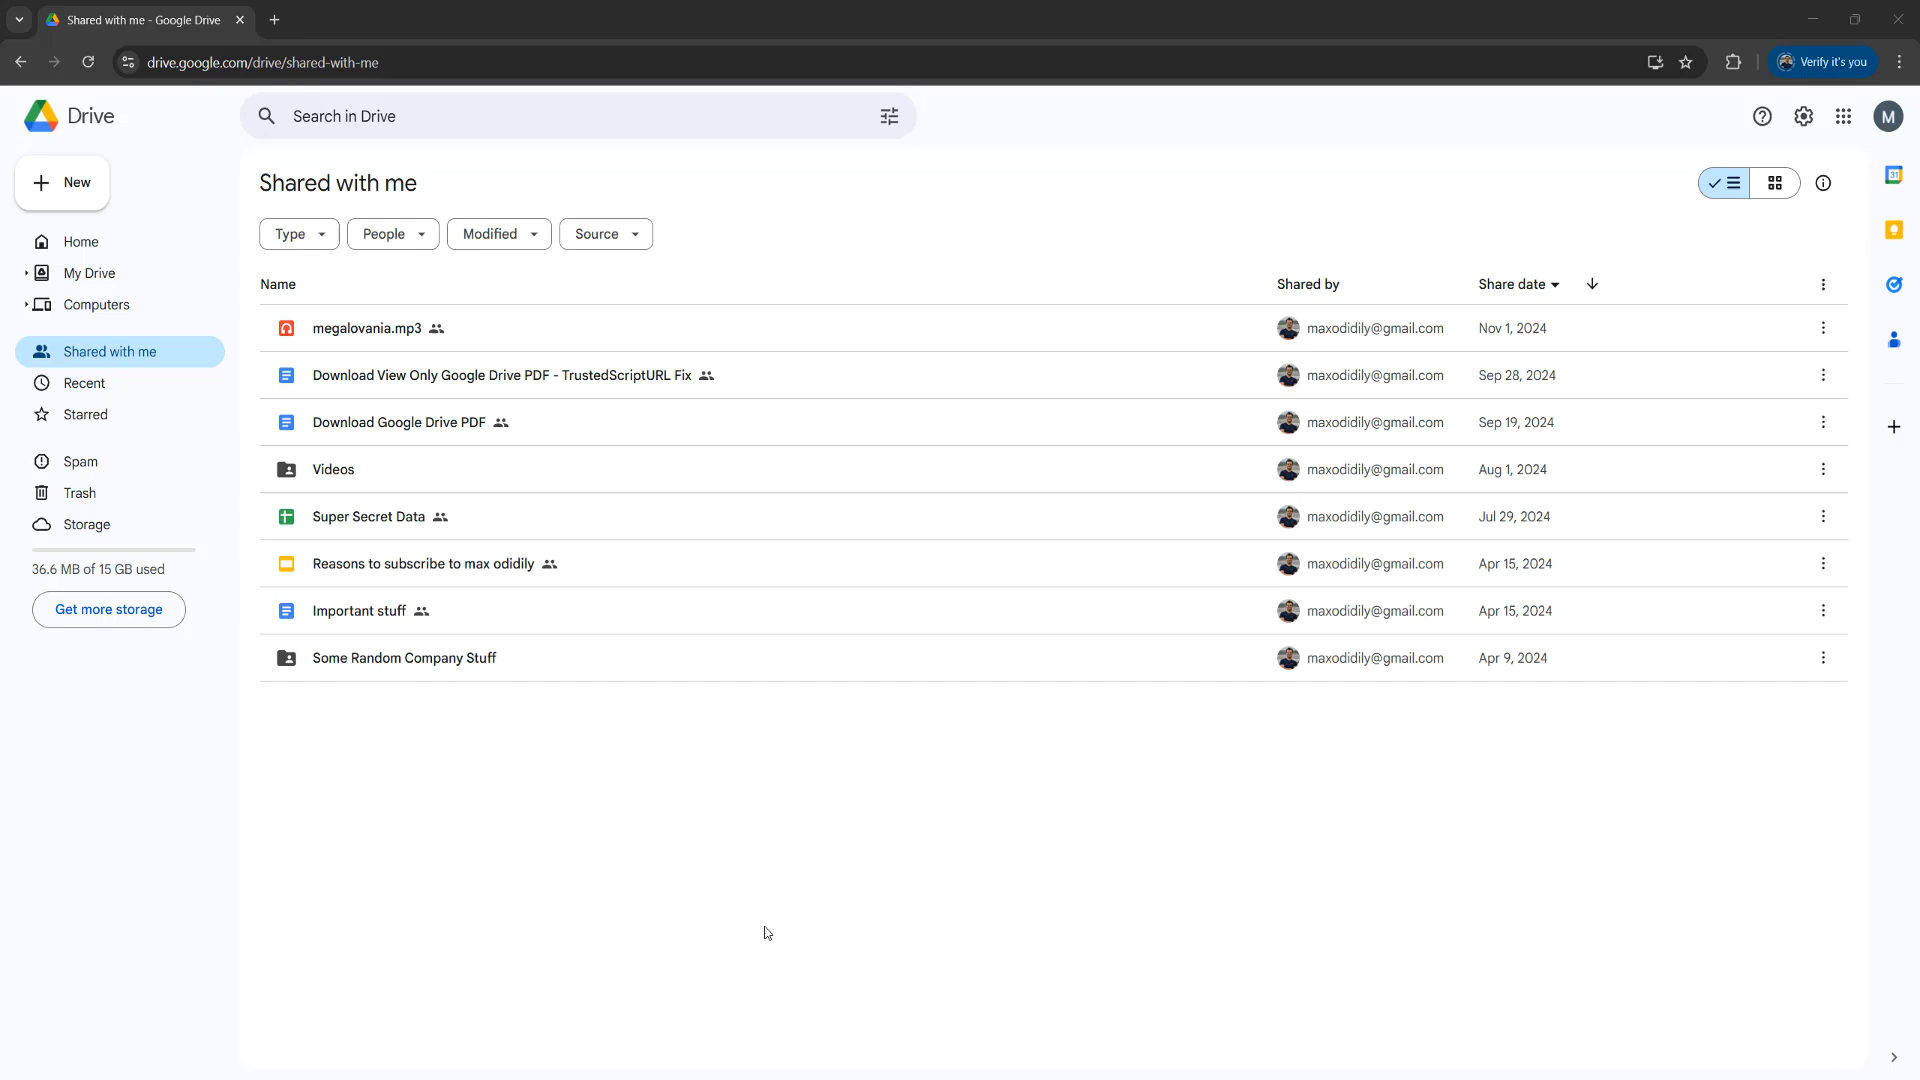 Shared with me - Google Drive
drive.google.com/drive/shared-with-me
Verify it's you
Drive
Search in Drive
M
New
Shared with me
31
Type
People
Modified
Source
Home
My Drive
Computers
Name
Shared by
Share date
megalovania.mp3
maxodidily@gmail.com
Nov 1, 2024
Shared with me
Download View Only Google Drive PDF - TrustedScriptURL Fix
maxodidily@gmail.com
Sep 28, 2024
Recent
Starred
Download Google Drive PDF
maxodidily@gmail.com
Sep 19, 2024
Spam
Videos
maxodidily@gmail.com
Aug 1, 2024
Trash
Super Secret Data
maxodidily@gmail.com
Jul 29, 2024
Storage
36.6 MB of 15 GB used
Reasons to subscribe to max odidily
maxodidily@gmail.com
Apr 15, 2024
Get more storage
Important stuff
maxodidily@gmail.com
Apr 15, 2024
Some Random Company Stuff
maxodidily@gmail.com
Apr 9, 2024